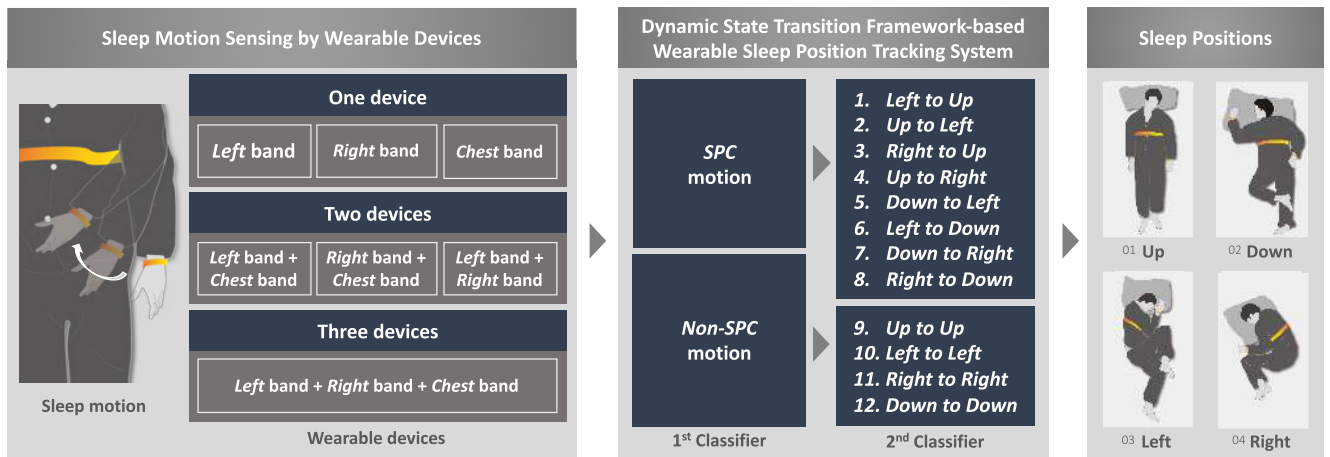 Sleep Motion Sensing by Wearable Devices
One device
Left band
Right band
Chest band
Two devices
Left band +
Chest band
Right band +
Chest band
Left band +
Right band
Three devices
Left band + Right band + Chest band
Sleep motion
Wearable devices
Dynamic State Transition Framework-based
Wearable Sleep Position Tracking System
SPC
motion
Non-SPC
motion
1st Classifier
1. Left to Up
2. Up to Left
3. Right to Up
4. Up to Right
5. Down to Left
6. Left to Down
7. Down to Right
8. Right to Down
9. Up to Up
10. Left to Left
11. Right to Right
12. Down to Down
2nd Classifier
Sleep Positions
01 Up
02 Down
03 Left
04 Right